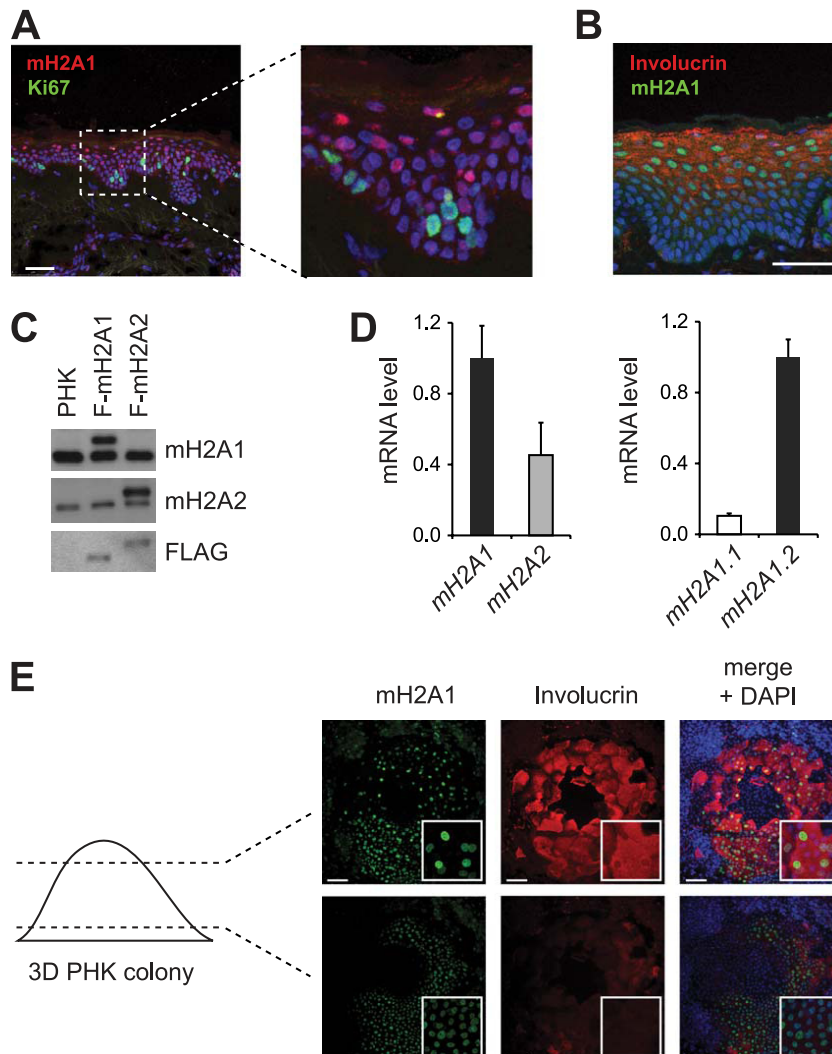 A
mH2A1
Ki67
B
Involucrin
mH2A1
C
PHK
F-mH2A1
F-mH2A2
mH2A1
mH2A2
FLAG
D
mRNA level
1.2
0.8
0.4
0.0
mH2A1
mH2A2
mRNA level
1.2
0.8
0.4
0.0
mH2A1.1
mH2A1.2
E
mH2A1
Involucrin
merge
+ DAPI
3D PHK colony